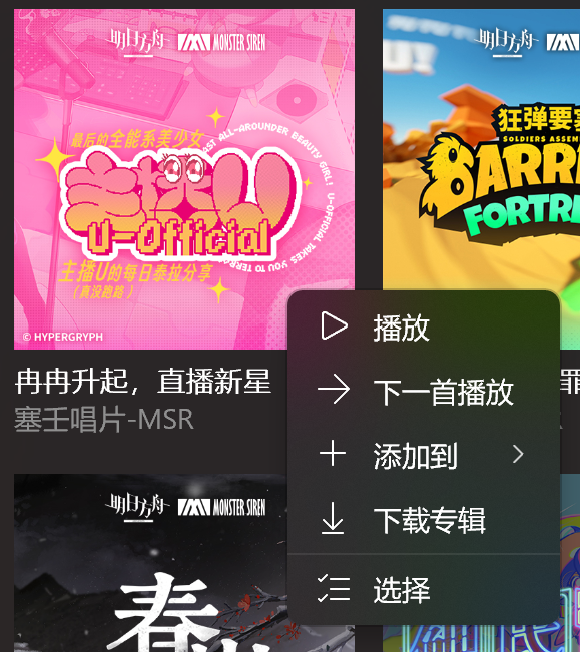 明日方舟 MONSTER SIREN
明日方舟
最后的全能系美少女
LAST ALL-AROUNDER BEAUTY GIRL! U-OFFICIAL TAKES YOU TO TERRA
主播U
U-Official
主播U的每日泰拉分享
(真没跑路)
© HYPERGRYPH
狂弹要塞
SOLDIERS ASSEM
BARRE
FORTRE
冉冉升起，直播新星
塞壬唱片-MSR
罪
播放
下一首播放
添加到
下载专辑
选择
明日方舟 MONSTER SIREN
春